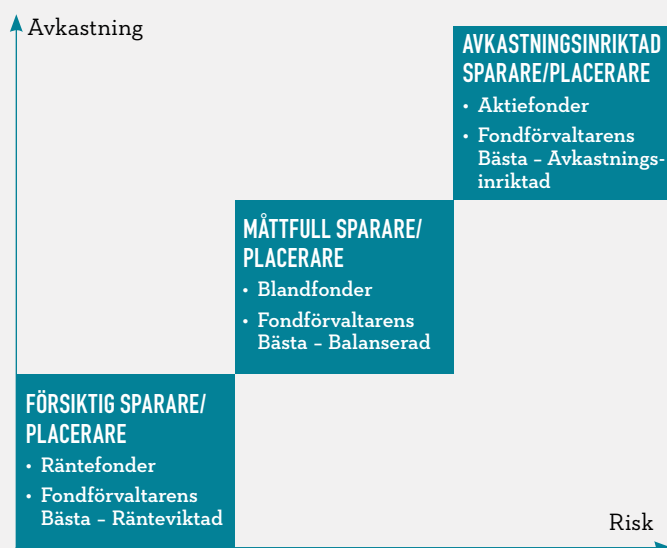 Avkastning
AVKASTNINGSINRIKTAD
SPARARE/PLACERARE
• Aktiefonder
• Fondförvaltarens
Bästa – Avkastnings-
inriktad
MÅTTFULL SPARARE/
PLACERARE
• Blandfonder
• Fondförvaltarens
Bästa – Balanserad
FÖRSIKTIG SPARARE/
PLACERARE
• Räntefonder
• Fondförvaltarens
Bästa – Ränteviktad
Risk